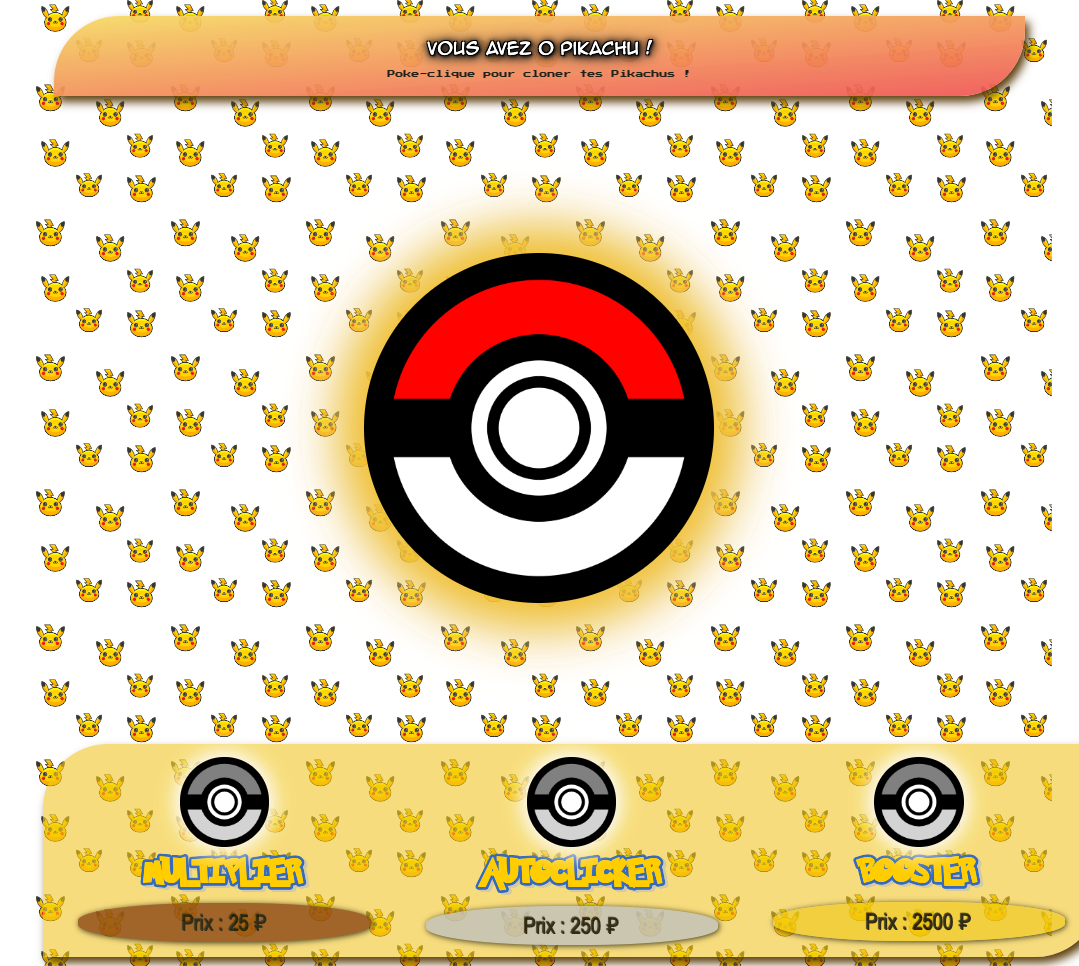 VOUS AVEZ 0 PIKACHU !
Poke-clique pour cloner tes Pikachus !
MULTIPLIER
AUTOCLICKER
BOOSTER
Prix : 25 ₽
Prix : 250 ₽
Prix : 2500 ₽